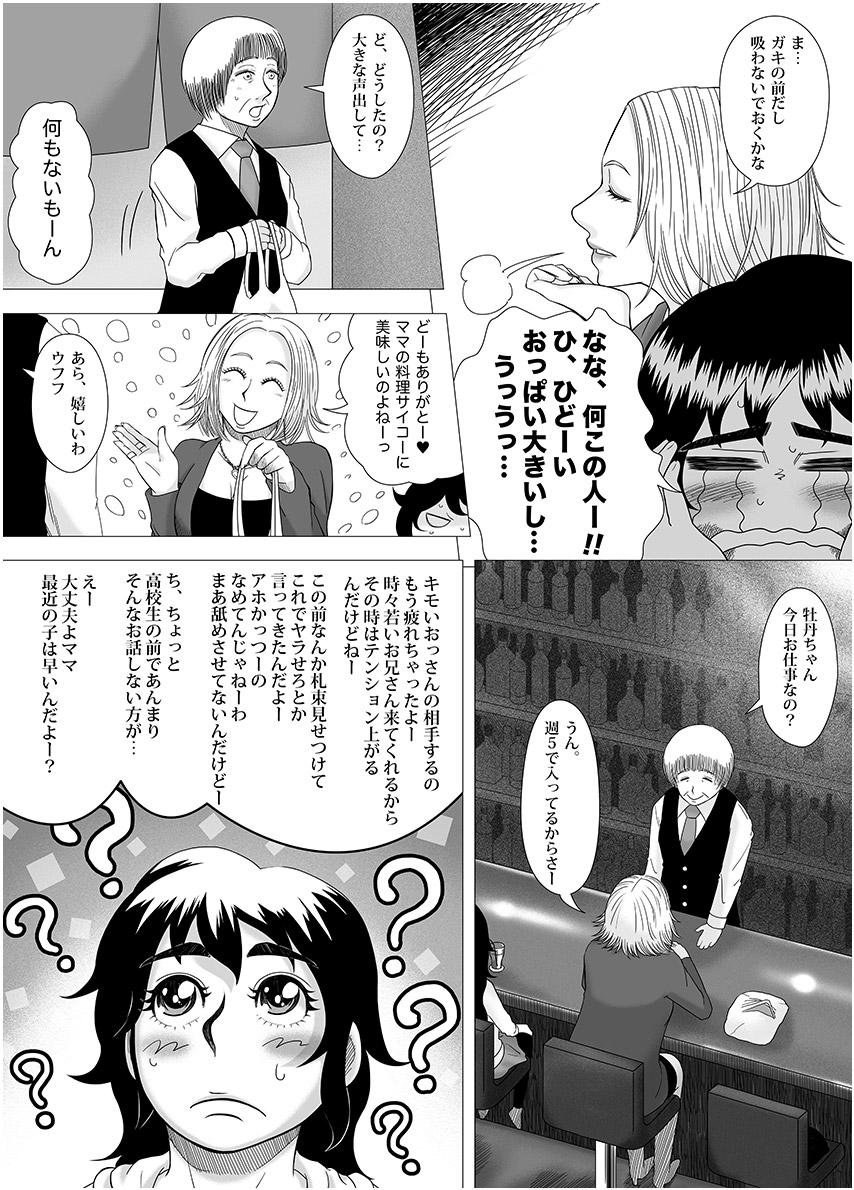 ま…
ガキの前だし
吸わないでおくかな
なな、何この人ー!!
ひ、ひどーい
おっぱい大きいし…
うっうっ…
ど、どうしたの？
大きな声出して…
何もないもーん
どーもありがとー♥
ママの料理サイコーに
美味しいのよねーっ
あら、嬉しいわ
ウフフ
牡丹ちゃん
今日お仕事なの？
うん。
週５で入ってるからさー
キモいおっさんの相手するの
もう疲れちゃったよー
時々若いお兄さん来てくれるから
その時はテンション上がる
んだけどねー
この前なんか札束見せつけて
これでヤラせろとか
言ってきたんだよー
アホかっつーの
なめてんじゃねーわ
まあ舐めさせてないんだけどー
ち、ちょっと
高校生の前であんまり
そんなお話しない方が…
えー
大丈夫よママ
最近の子は早いんだよー？
？
？
？
？
？
？
？
？